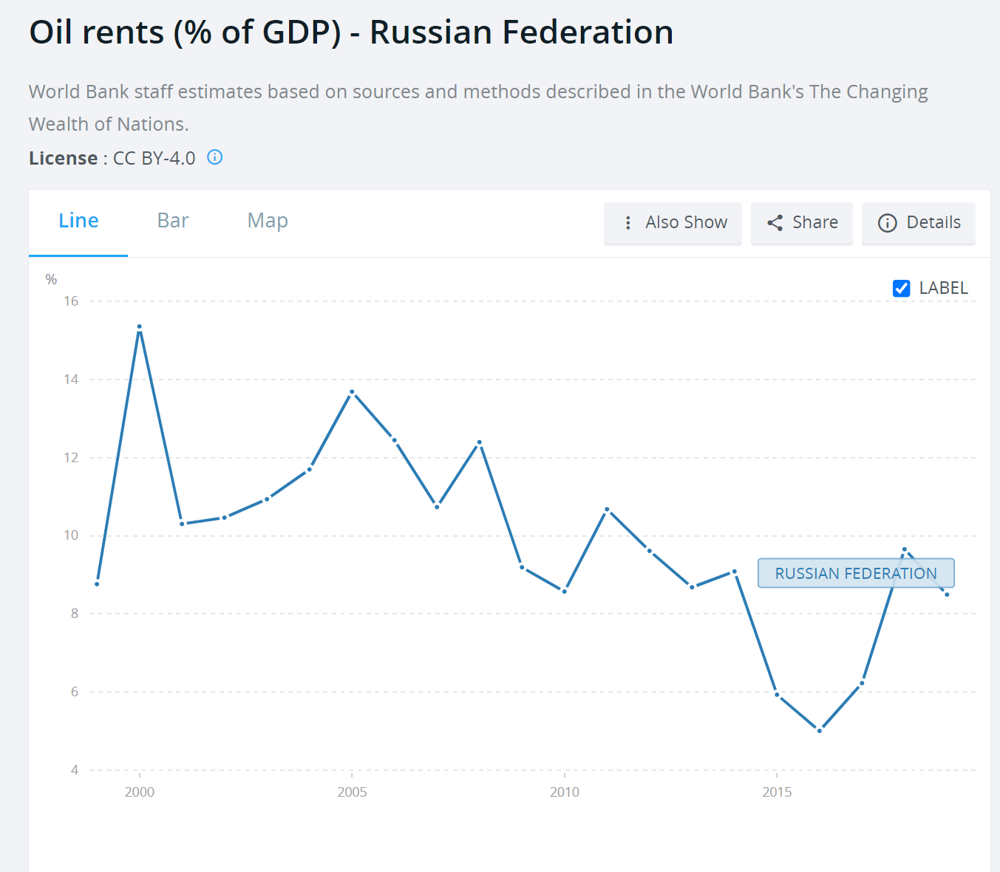 Oil rents (% of GDP) - Russian Federation
World Bank staff estimates based on sources and methods described in the World Bank's The Changing
Wealth of Nations.
License : CC BY-4.0
Line Bar Map Also Show Share Details
%
LABEL
16
14
12
10
RUSSIAN FEDERATION
8
6
4
2000 2005 2010 2015